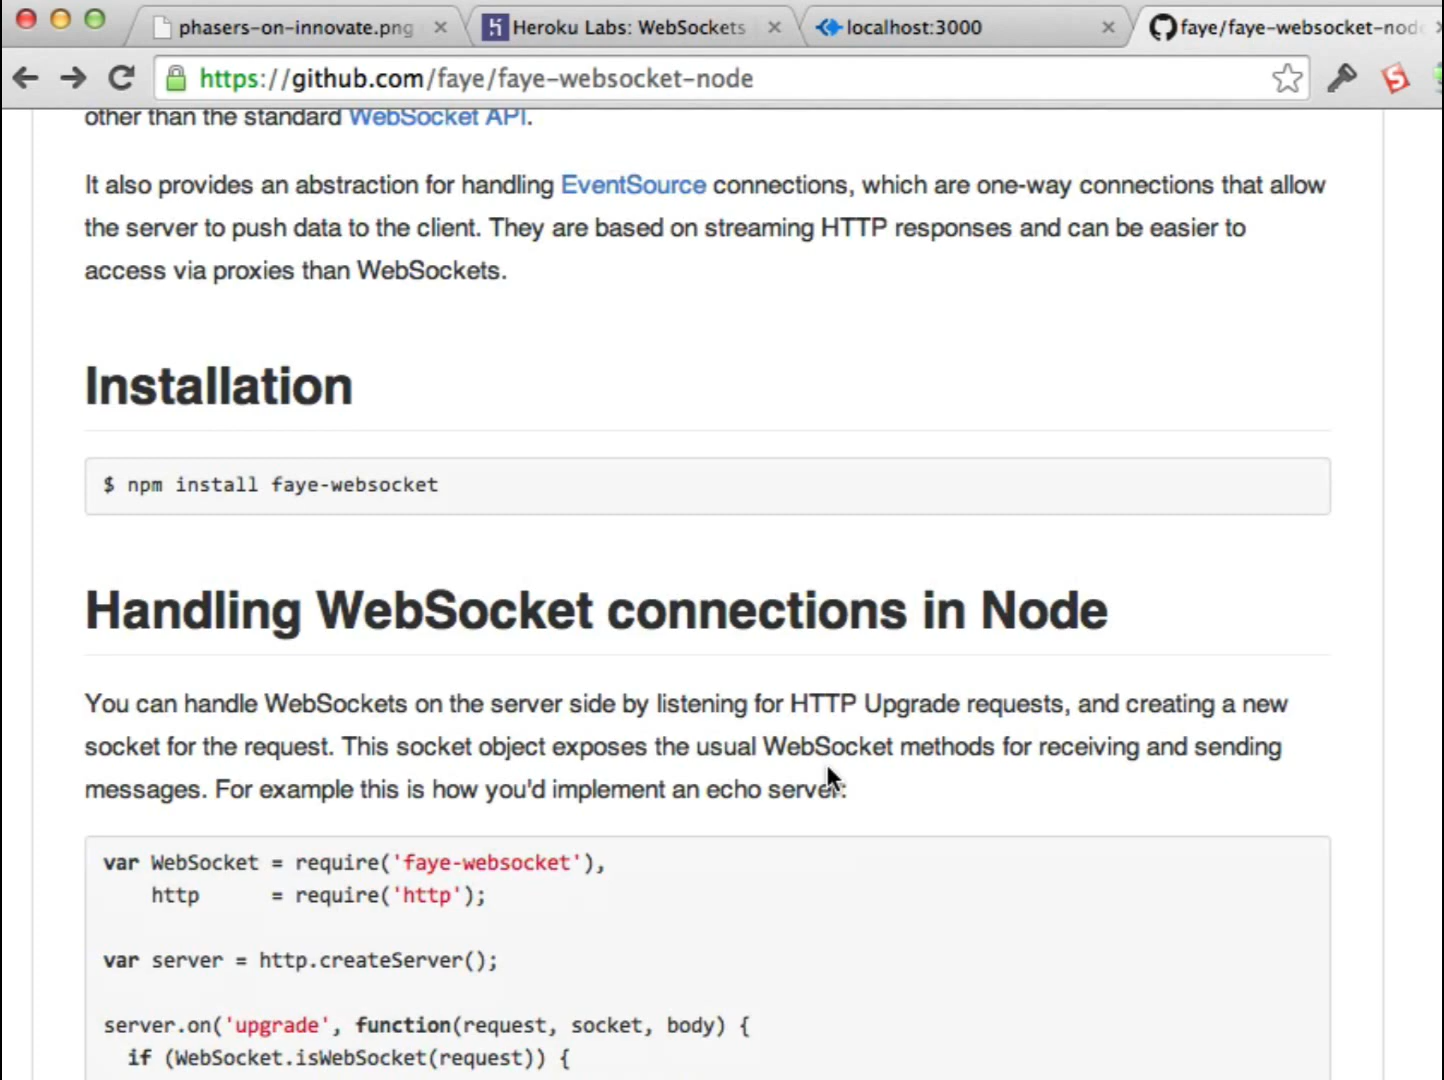 phasers-on-innovate.png
Heroku Labs: WebSockets
localhost:3000
faye/faye-websocket-nod
https://github.com/faye/faye-websocket-node
other than the standard WebSocket API.
It also provides an abstraction for handling EventSource connections, which are one-way connections that allow
the server to push data to the client. They are based on streaming HTTP responses and can be easier to
access via proxies than WebSockets.
Installation
$ npm install faye-websocket
Handling WebSocket connections in Node
You can handle WebSockets on the server side by listening for HTTP Upgrade requests, and creating a new
socket for the request. This socket object exposes the usual WebSocket methods for receiving and sending
messages. For example this is how you'd implement an echo server:
var WebSocket = require('faye-websocket'),
    http      = require('http');
var server = http.createServer();
server.on('upgrade', function(request, socket, body) {
  if (WebSocket.isWebSocket(request)) {